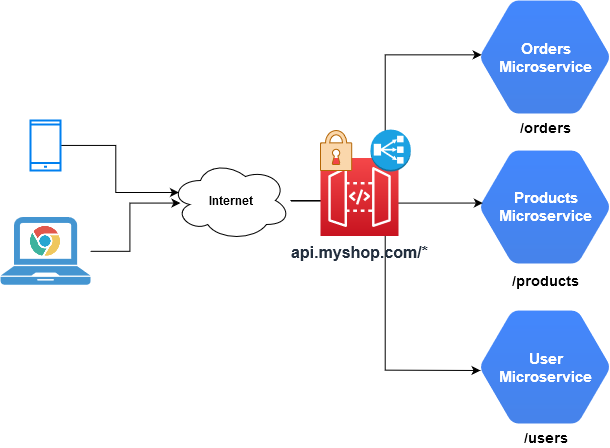 Orders
Microservice
/orders
Internet
</>
api.myshop.com/*
Products
Microservice
/products
User
Microservice
/users